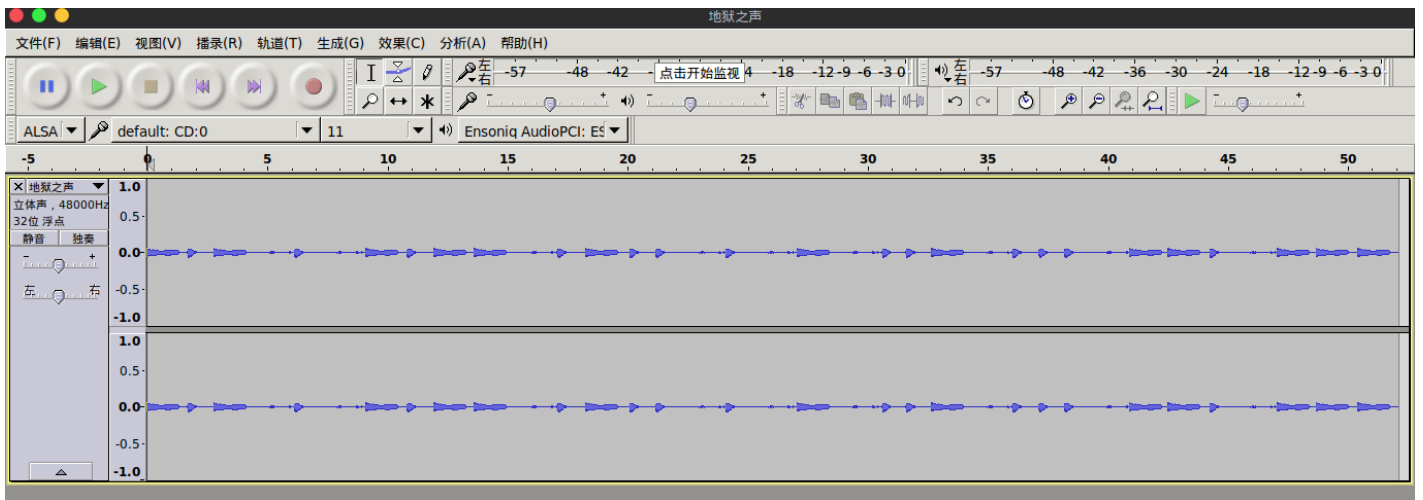 地狱之声
文件(F) 编辑(E) 视图(V) 播录(R) 轨道(T) 生成(G) 效果(C) 分析(A) 帮助(H)
左 -57 -48 -42 - 点击开始监视 4 -18 -12 -9 -6 -3 0 左 -57 -48 -42 -36 -30 -24 -18 -12 -9 -6 -3 0
右 右
- + - + - +
ALSA default: CD:0 11 Ensoniq AudioPCI: ES
-5 0 5 10 15 20 25 30 35 40 45 50
× 地狱之声 1.0
立体声,48000Hz
32位 浮点 0.5
静音 独奏
- + 0.0
左 右 -0.5
-1.0
1.0
0.5
0.0
-0.5
-1.0